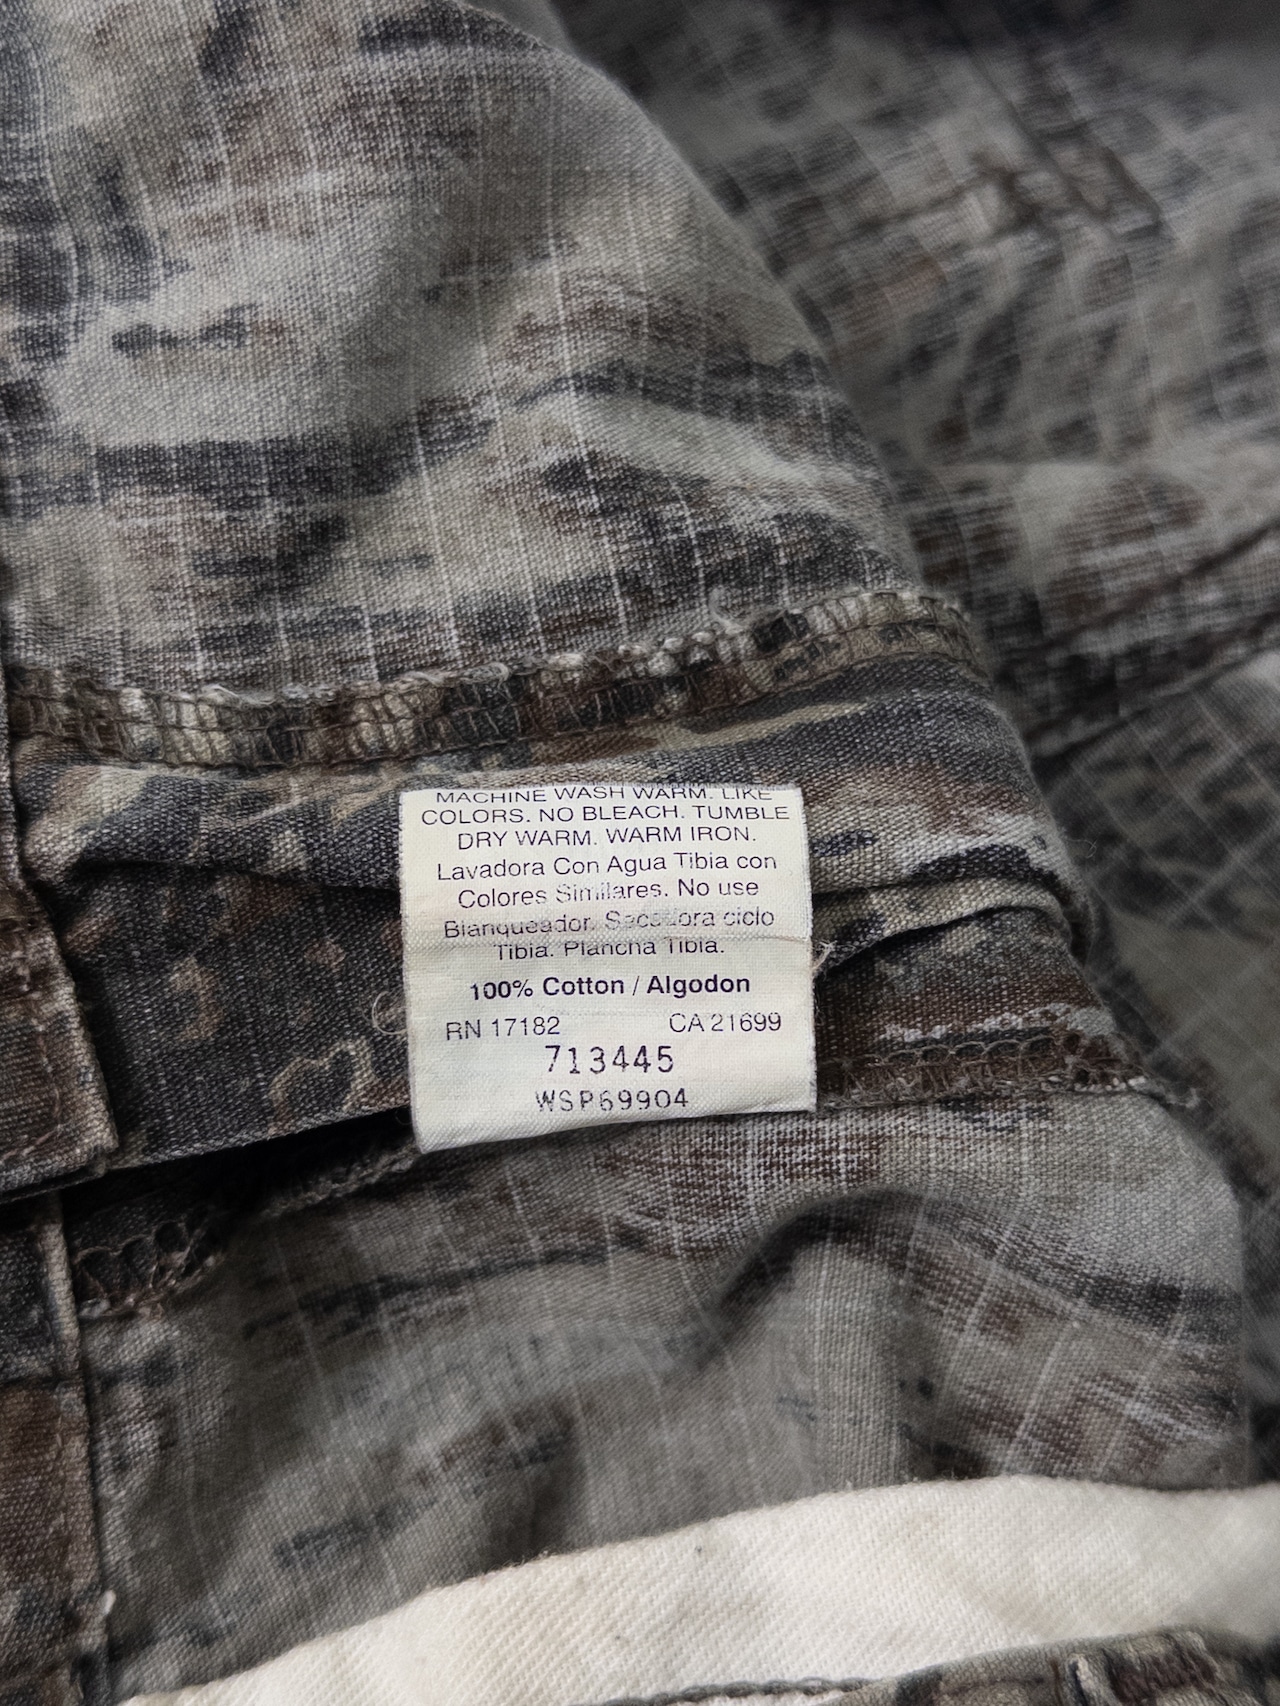 MACHINE WASH WARM. LIKE
COLORS. NO BLEACH. TUMBLE
DRY WARM. WARM IRON.
Lavadora Con Agua Tibia con
Colores Similares. No use
Blanqueador. Secadora ciclo
Tibia. Plancha Tibia.
100% Cotton / Algodon
RN 17182 CA 21699
713445
WSP69904